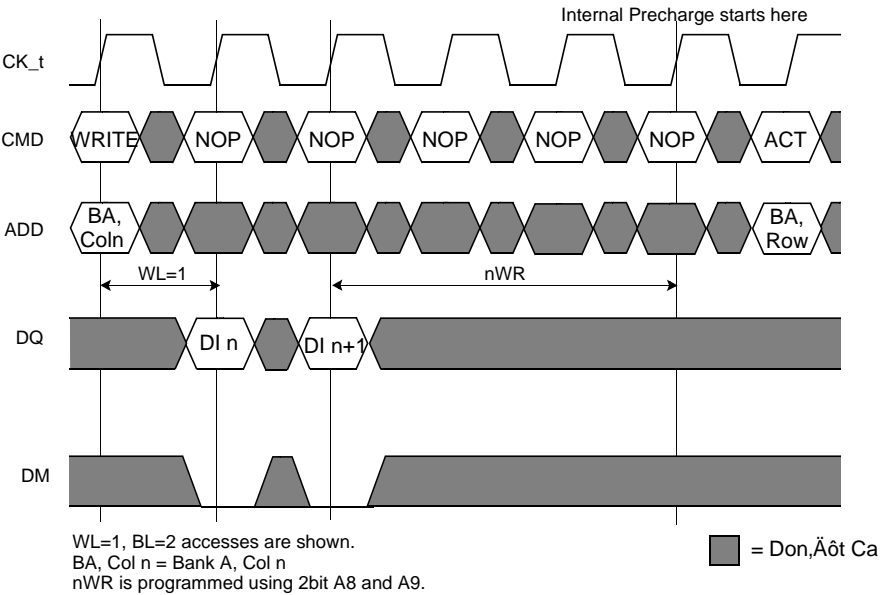 Internal Precharge starts here
CK_t
CMD
WRITE NOP NOP NOP NOP NOP ACT
ADD
BA,
Coln
BA,
Row
WL=1
nWR
DQ
DI n
DI n+1
DM
WL=1, BL=2 accesses are shown.
BA, Col n = Bank A, Col n
nWR is programmed using 2bit A8 and A9.
= Don‚Äôt Ca